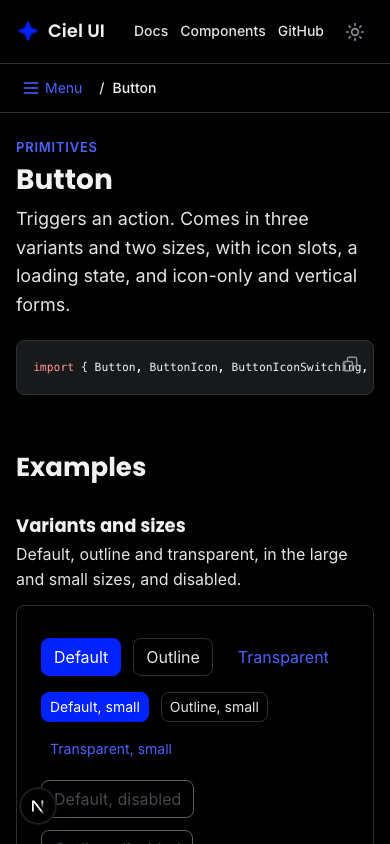 Ciel UI
Docs Components GitHub
Menu / Button
PRIMITIVES
Button
Triggers an action. Comes in three
variants and two sizes, with icon slots, a
loading state, and icon-only and vertical
forms.
import { Button, ButtonIcon, ButtonIconSwitching,
Examples
Variants and sizes
Default, outline and transparent, in the large
and small sizes, and disabled.
Default Outline Transparent
Default, small Outline, small
Transparent, small
Default, disabled
N